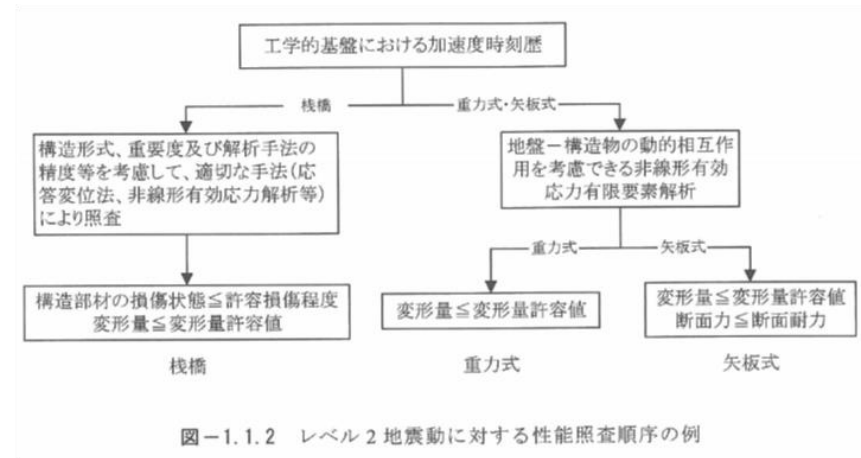 工学的基盤における加速度時刻歴
桟橋
重力式・矢板式
構造形式、重要度及び解析手法の
精度等を考慮して、適切な手法(応
答変位法、非線形有効応力解析等)
により照査
地盤－構造物の動的相互作
用を考慮できる非線形有効
応力有限要素解析
重力式
矢板式
構造部材の損傷状態≦許容損傷程度
変形量≦変形量許容値
変形量≦変形量許容値
変形量≦変形量許容値
断面力≦断面耐力
桟橋
重力式
矢板式
図－1.1.2 レベル2地震動に対する性能照査順序の例